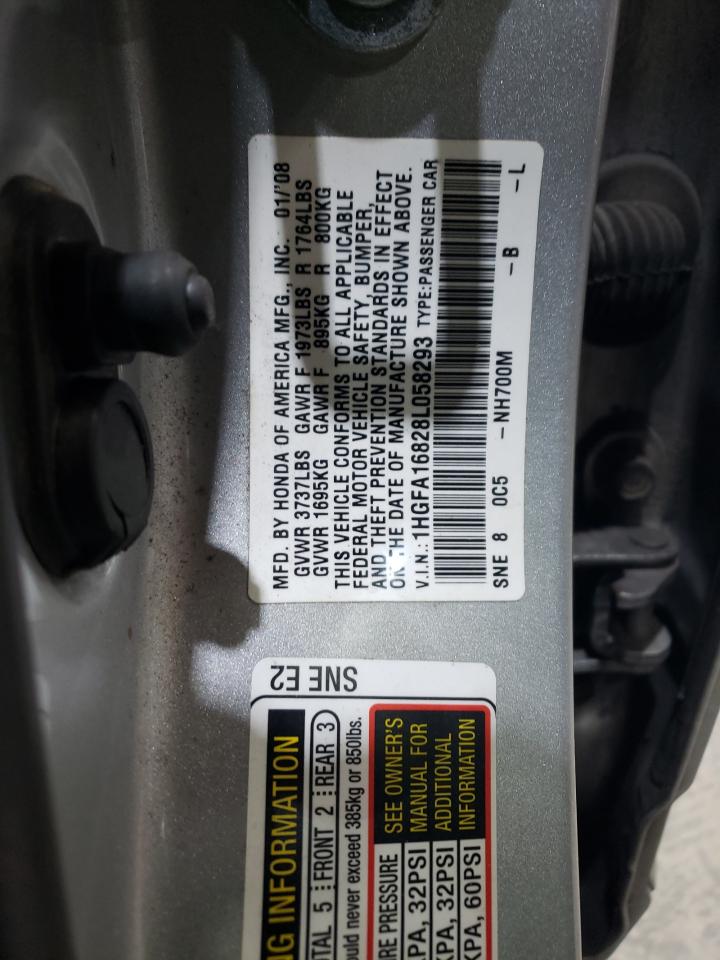 MFD. BY HONDA OF AMERICA MFG., INC. 01/'08
GVWR 3737LBS GAWR F 1973LBS R 1764LBS
GVWR 1695KG GAWR F 895KG R 800KG
THIS VEHICLE CONFORMS TO ALL APPLICABLE
FEDERAL MOTOR VEHICLE SAFETY, BUMPER,
AND THEFT PREVENTION STANDARDS IN EFFECT
ON THE DATE OF MANUFACTURE SHOWN ABOVE.
V.I.N.: 1HGFA16828L058293 TYPE:PASSENGER CAR
SNE 8 0C5 -NH700M -B -L
SNE E2
INFORMATION
5 FRONT 2 REAR 3
never exceed 385kg or 850lbs.
PRESSURE
SEE OWNER'S
MANUAL FOR
ADDITIONAL
INFORMATION
KPA, 32PSI
KPA, 32PSI
KPA, 60PSI